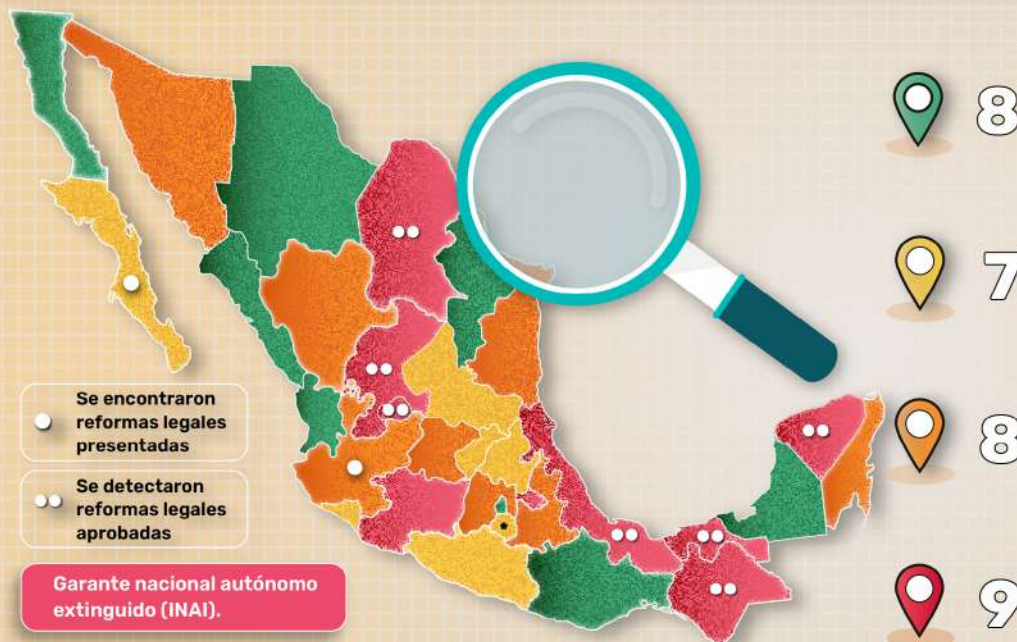 8
7
Se encontraron
reformas legales
presentadas
8
Se detectaron
reformas legales
aprobadas
Garante nacional autónomo
extinguido (INAI).
9